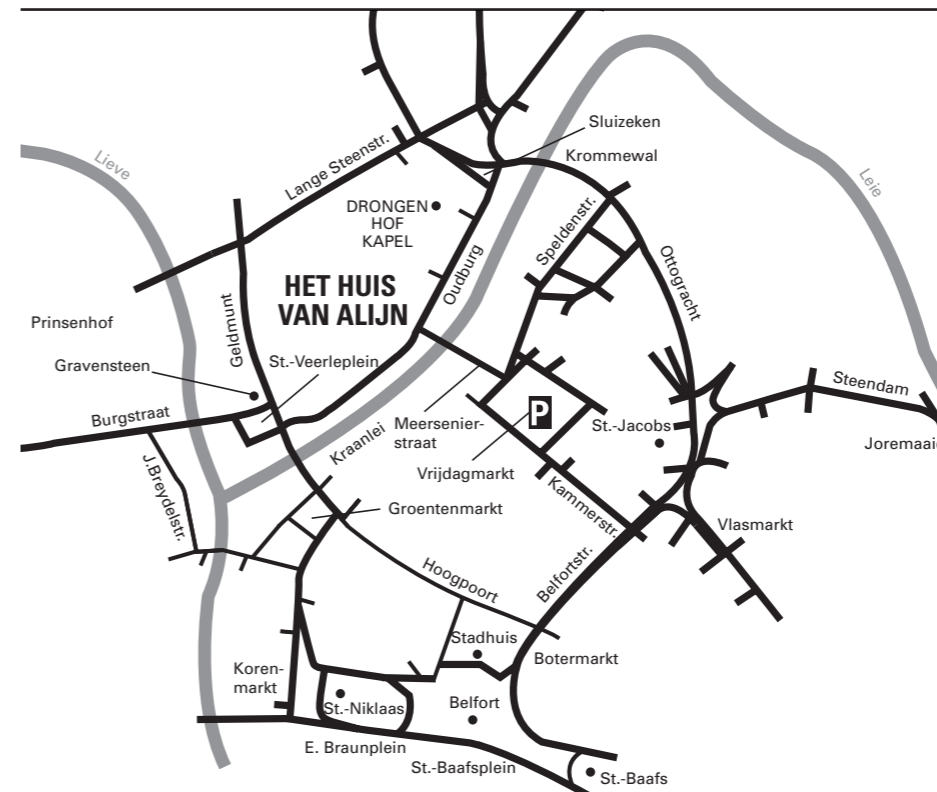 Sluizeken
Krommewal
Lieve
Lange Steenstr.
Leie
DRONGEN
HOF
KAPEL
Speldenstr.
Oudburg
Ottogracht
HET HUIS
VAN ALIJN
Prinsenhof
Geldmunt
Gravensteen
St.-Veerleplein
Steendam
Burgstraat
Kraanlei
Meersenier-
straat
P
St.-Jacobs
Joremaaie
Vrijdagmarkt
J.Breydelstr.
Kammerstr.
Groentenmarkt
Vlasmarkt
Hoogpoort
Belfortstr.
Stadhuis
Botermarkt
Koren-
markt
St.-Niklaas
Belfort
E. Braunplein
St.-Baafsplein
St.-Baafs